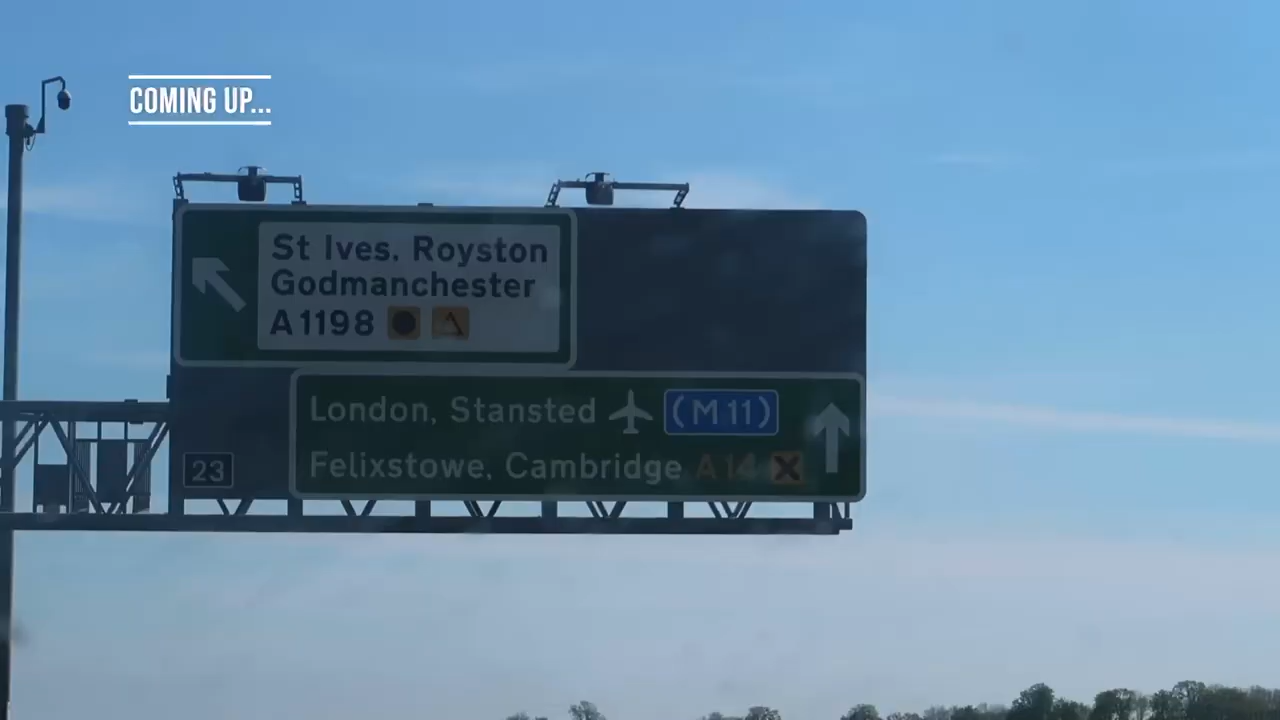 COMING UP...
St Ives, Royston
Godmanchester
A1198
London, Stansted (M11)
Felixstowe, Cambridge A14
23